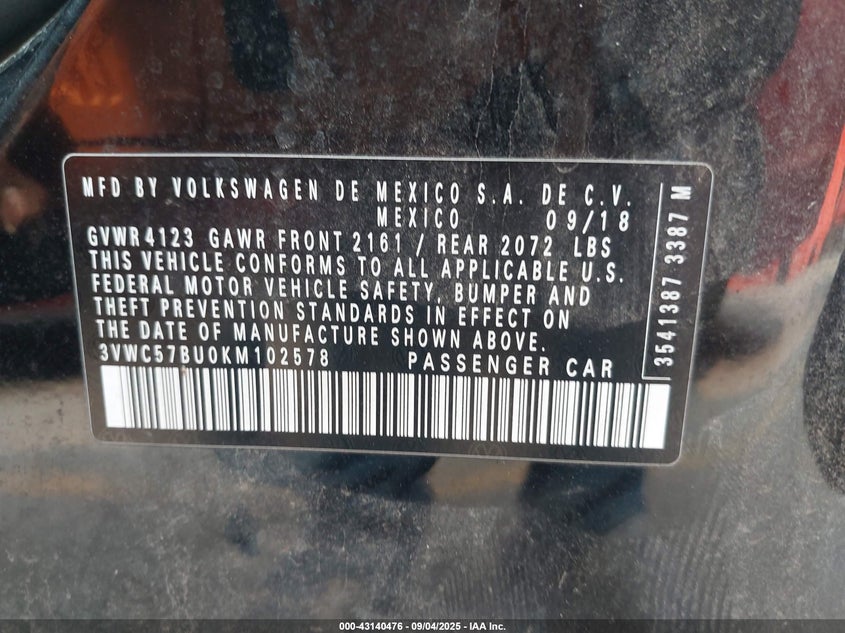 MFD BY VOLKSWAGEN DE MEXICO S.A. DE C.V.
MEXICO 09/18
GVWR 4123 GAWR FRONT 2161 / REAR 2072 LBS
THIS VEHICLE CONFORMS TO ALL APPLICABLE U.S.
FEDERAL MOTOR VEHICLE SAFETY, BUMPER AND
THEFT PREVENTION STANDARDS IN EFFECT ON
THE DATE OF MANUFACTURE SHOWN ABOVE.
3VWC57BU0KM102578 PASSENGER CAR
3541387 3387 M
000-43140476 - 09/04/2025 - IAA Inc.